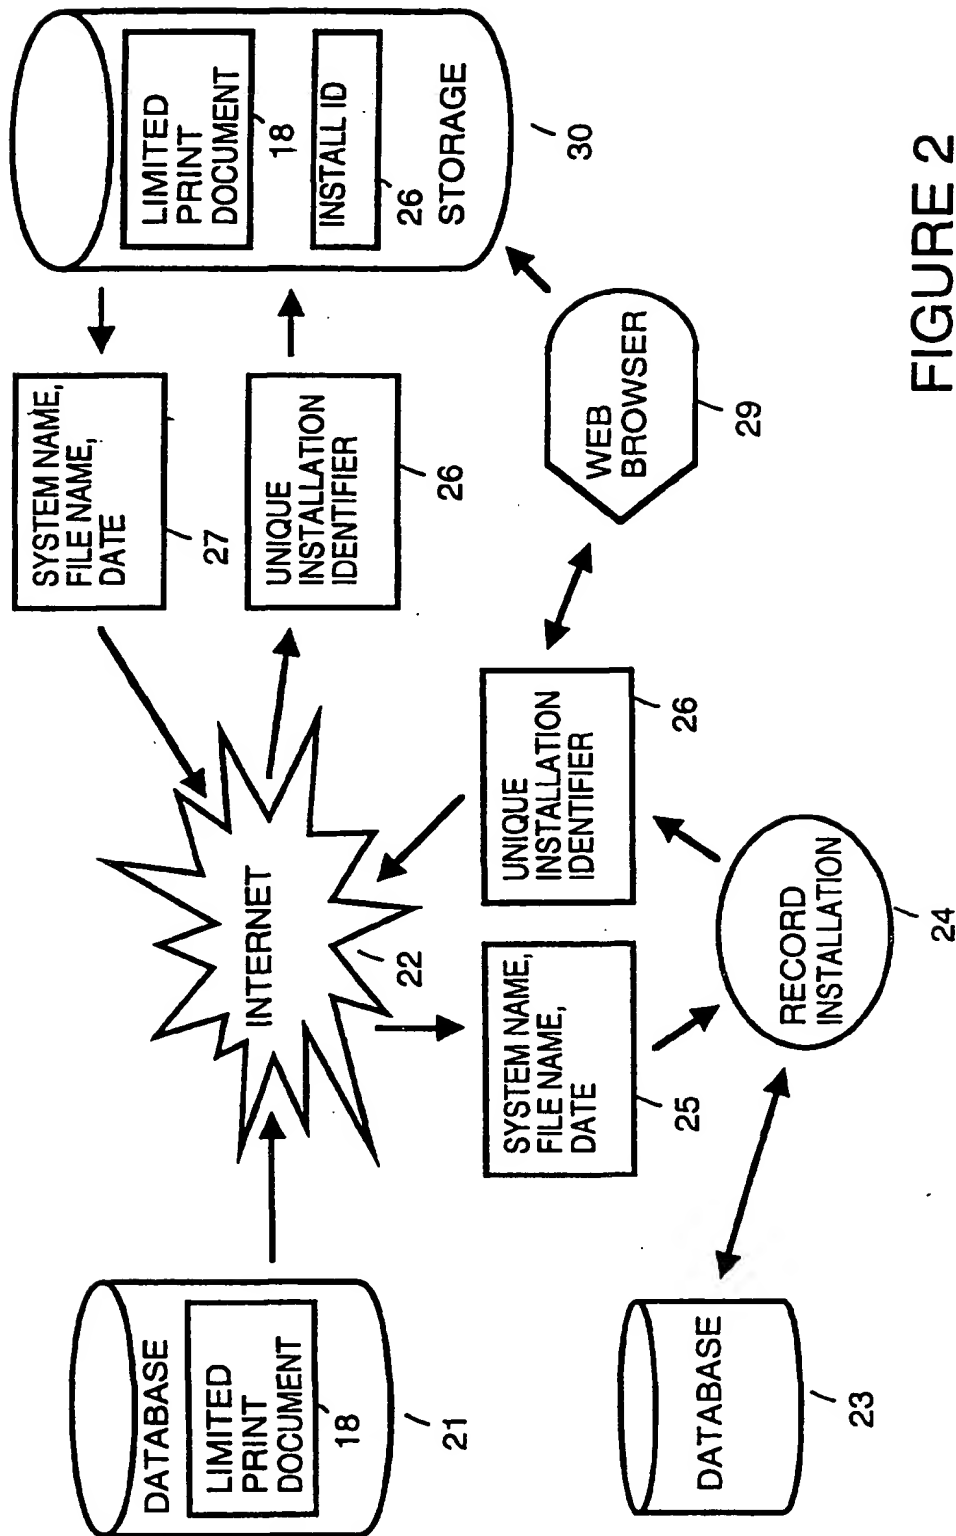 DATABASE
LIMITED
PRINT
DOCUMENT
18
21
INTERNET
22
SYSTEM NAME,
FILE NAME,
DATE
27
UNIQUE
INSTALLATION
IDENTIFIER
26
LIMITED
PRINT
DOCUMENT
18
INSTALL ID
26
STORAGE
30
DATABASE
23
SYSTEM NAME,
FILE NAME,
DATE
25
RECORD
INSTALLATION
24
UNIQUE
INSTALLATION
IDENTIFIER
26
WEB
BROWSER
29
FIGURE 2